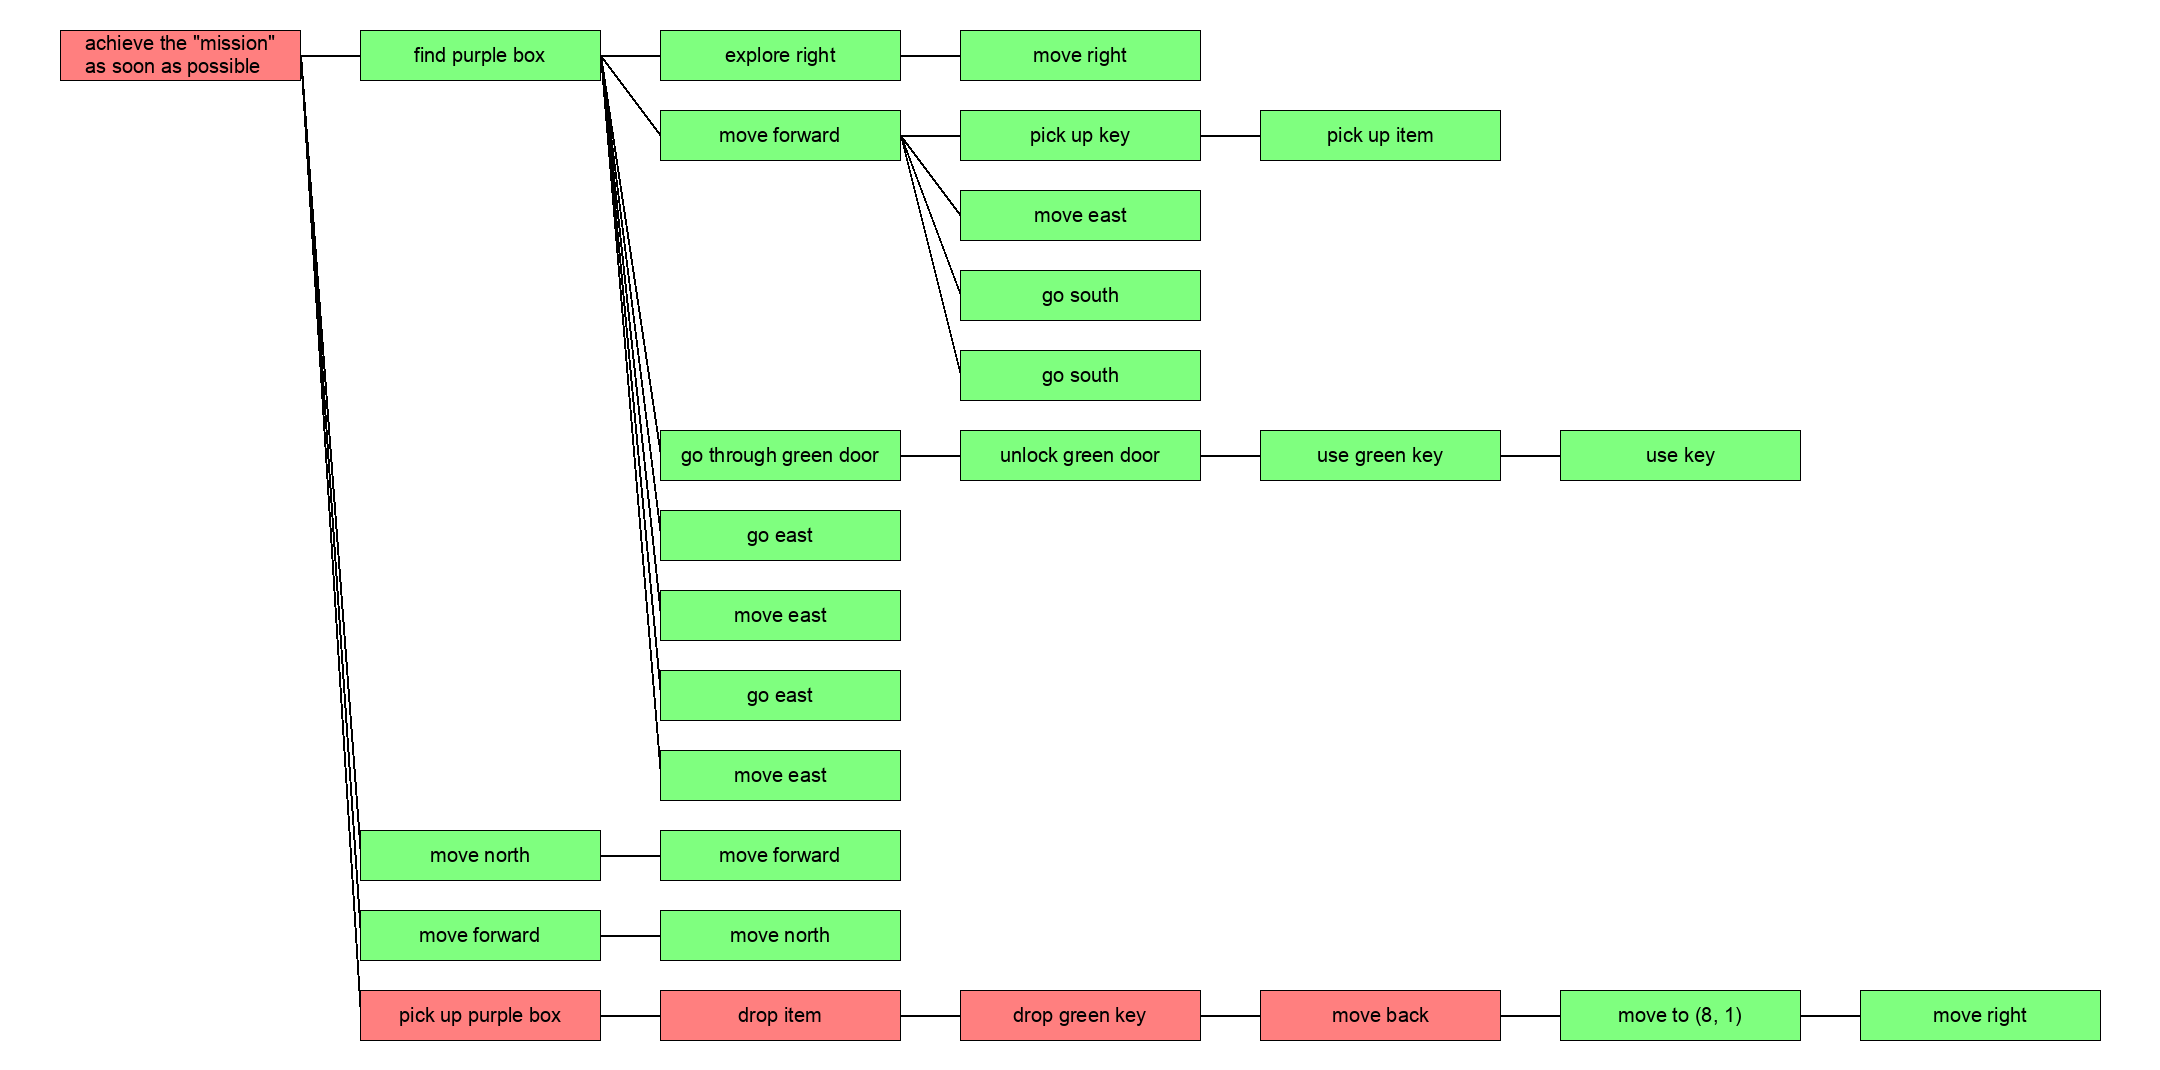 achieve the "mission"
as soon as possible
find purple box
explore right
move right
move forward
pick up key
pick up item
move east
go south
go south
go through green door
unlock green door
use green key
use key
go east
move east
go east
move east
move north
move forward
move forward
move north
pick up purple box
drop item
drop green key
move back
move to (8, 1)
move right